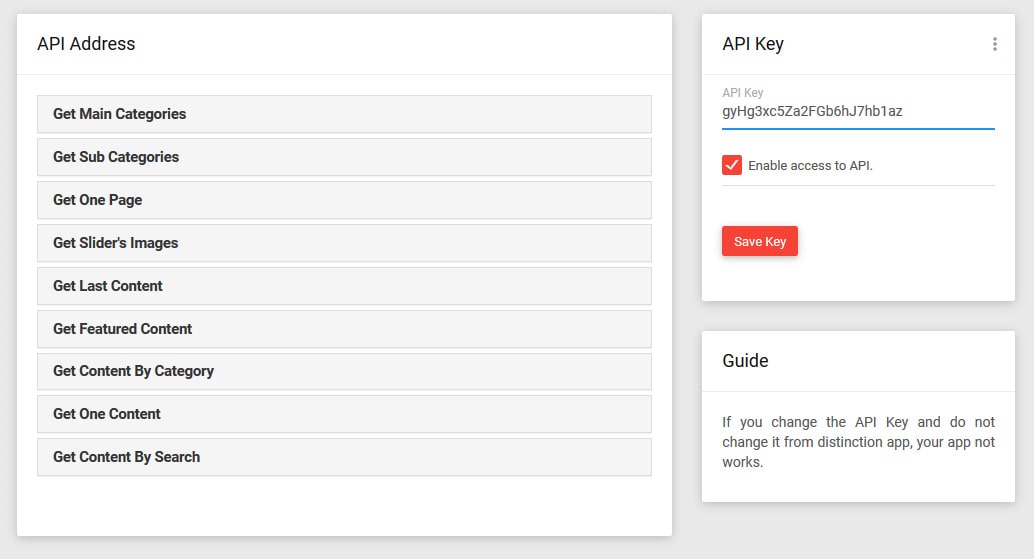 API Address
Get Main Categories
Get Sub Categories
Get One Page
Get Slider's Images
Get Last Content
Get Featured Content
Get Content By Category
Get One Content
Get Content By Search
API Key
API Key
gyHg3xc5Za2FGb6hJ7hb1az
Enable access to API.
Save Key
Guide
If you change the API Key and do not
change it from distinction app, your app not
works.